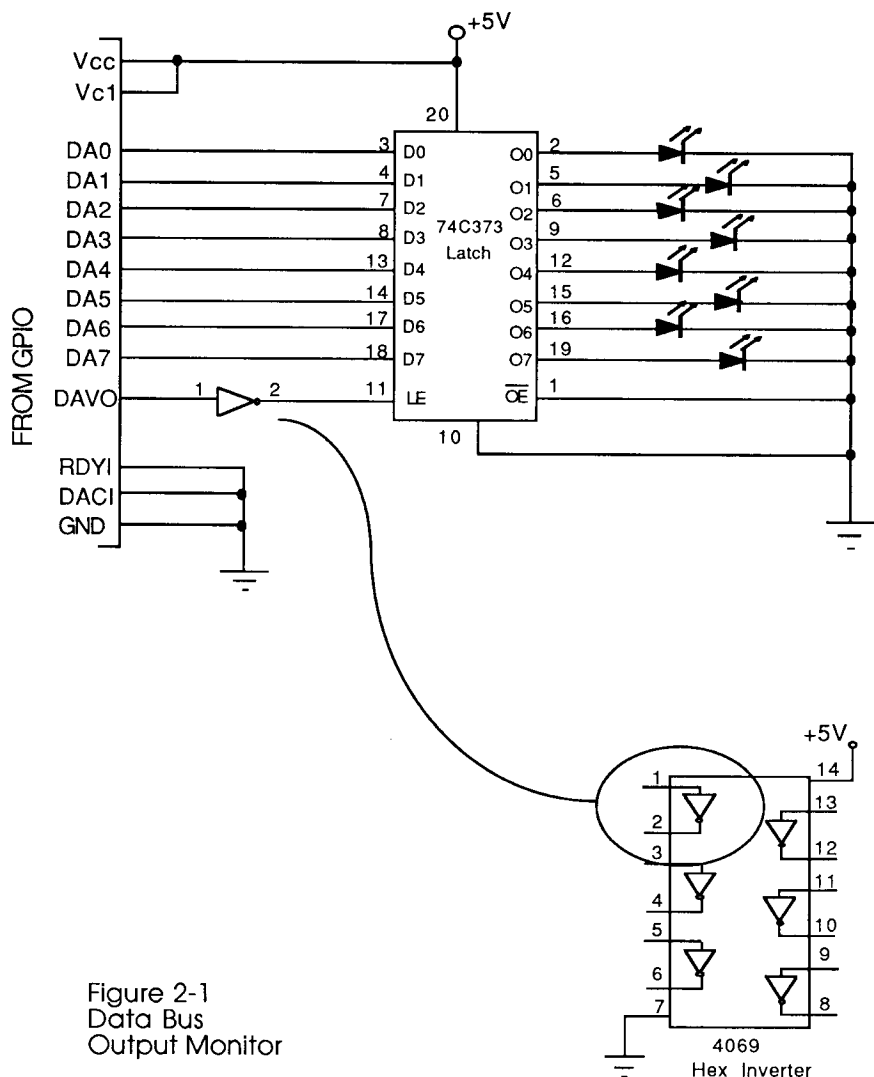 +5V
Vcc
Vc1
20
DA0 3 D0 O0 2
DA1 4 D1 O1 5
DA2 7 D2 O2 6
DA3 8 D3 O3 9
74C373
Latch
DA4 13 D4 O4 12
DA5 14 D5 O5 15
DA6 17 D6 O6 16
DA7 18 D7 O7 19
DAVO 1 2 11 LE OE 1
10
FROM GPIO
RDYI
DACI
GND
+5V
1 14
2 13
3 12
4 11
5 10
6 9
7 8
4069
Hex Inverter
Figure 2-1
Data Bus
Output Monitor